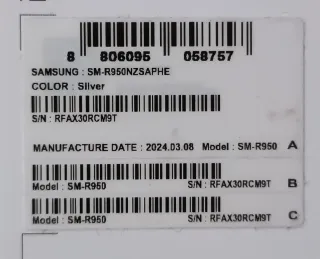 8 806095 058757
SAMSUNG : SM-R950NZSAPHE
COLOR : Silver
S/N : RFAX30RCM9T
MANUFACTURE DATE : 2024.03.08 Model : SM-R950 A
Model : SM-R950 S/N : RFAX30RCM9T B
Model : SM-R950 S/N : RFAX30RCM9T C